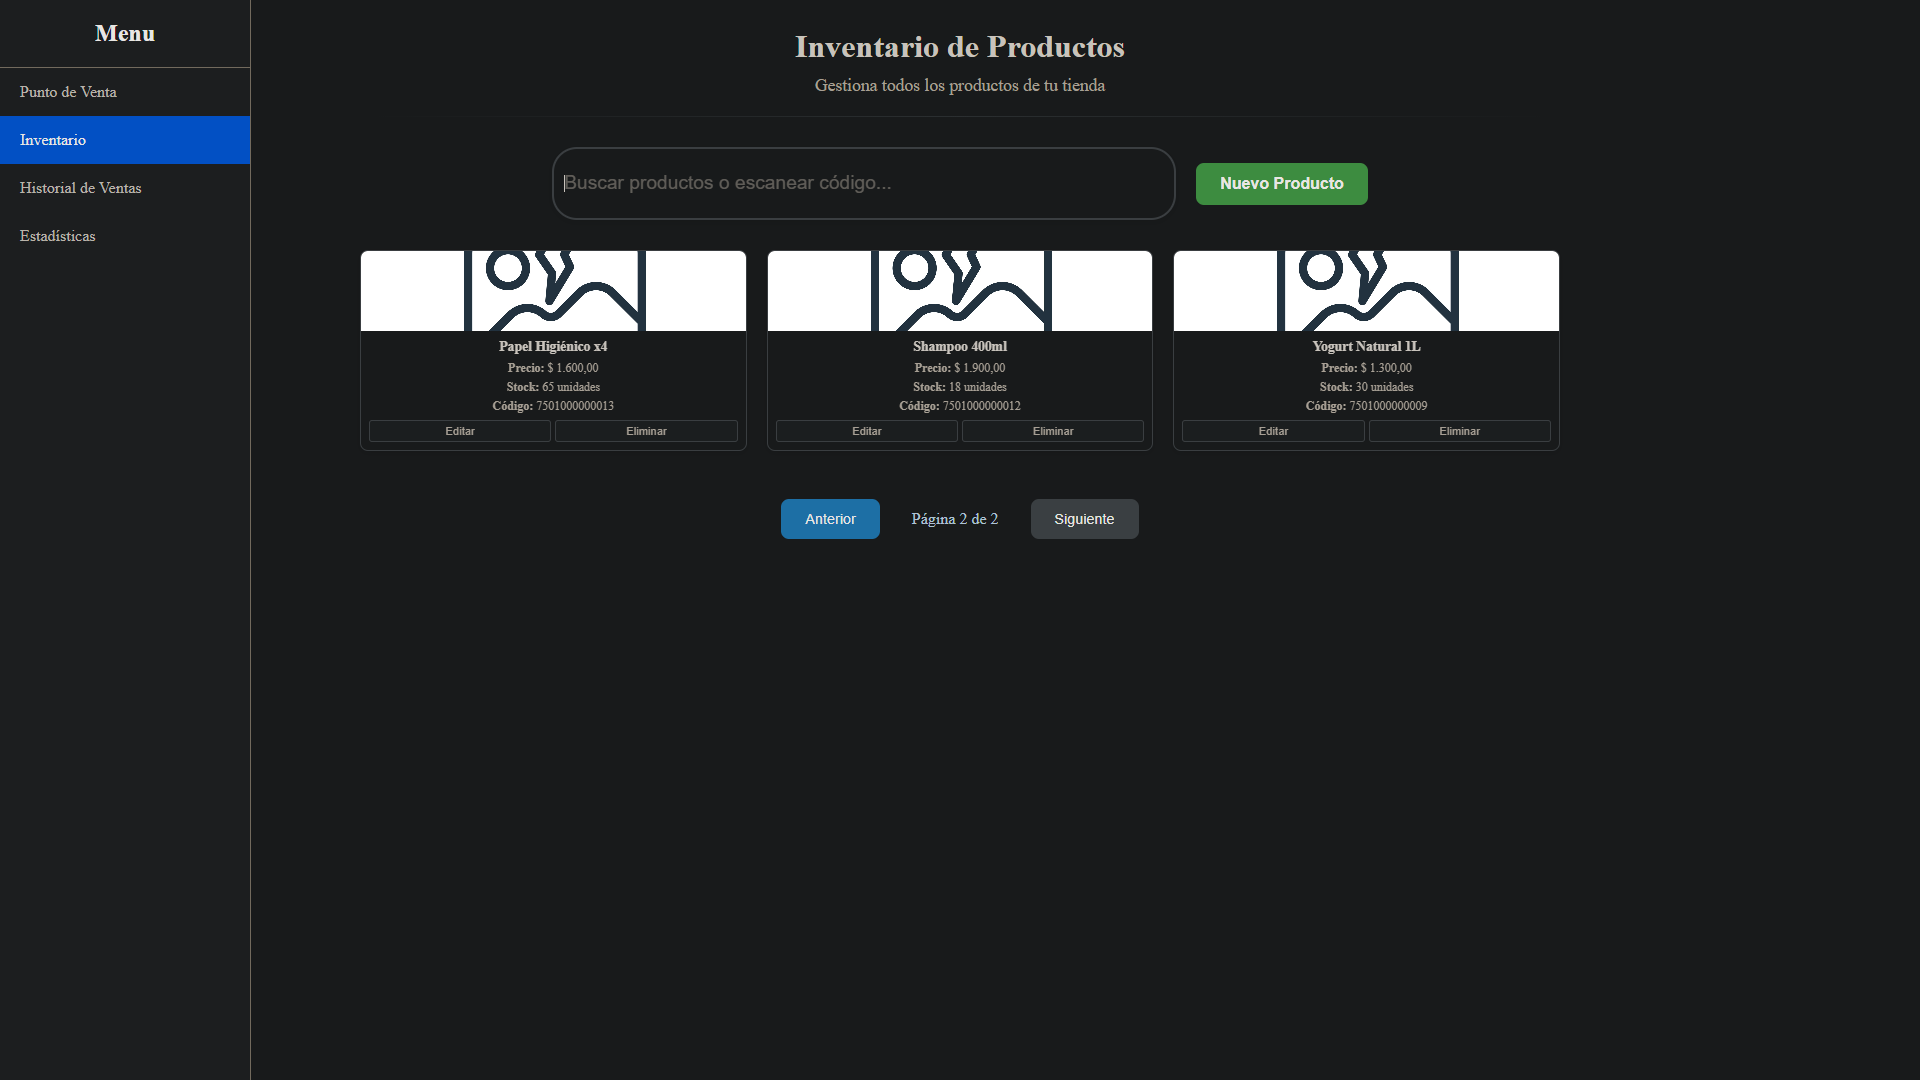 Menu
Punto de Venta
Inventario
Historial de Ventas
Estadísticas
Inventario de Productos
Gestiona todos los productos de tu tienda
Buscar productos o escanear código...
Nuevo Producto
Papel Higiénico x4
Precio: $ 1.600,00
Stock: 65 unidades
Código: 7501000000013
Editar
Eliminar
Shampoo 400ml
Precio: $ 1.900,00
Stock: 18 unidades
Código: 7501000000012
Editar
Eliminar
Yogurt Natural 1L
Precio: $ 1.300,00
Stock: 30 unidades
Código: 7501000000009
Editar
Eliminar
Anterior
Página 2 de 2
Siguiente